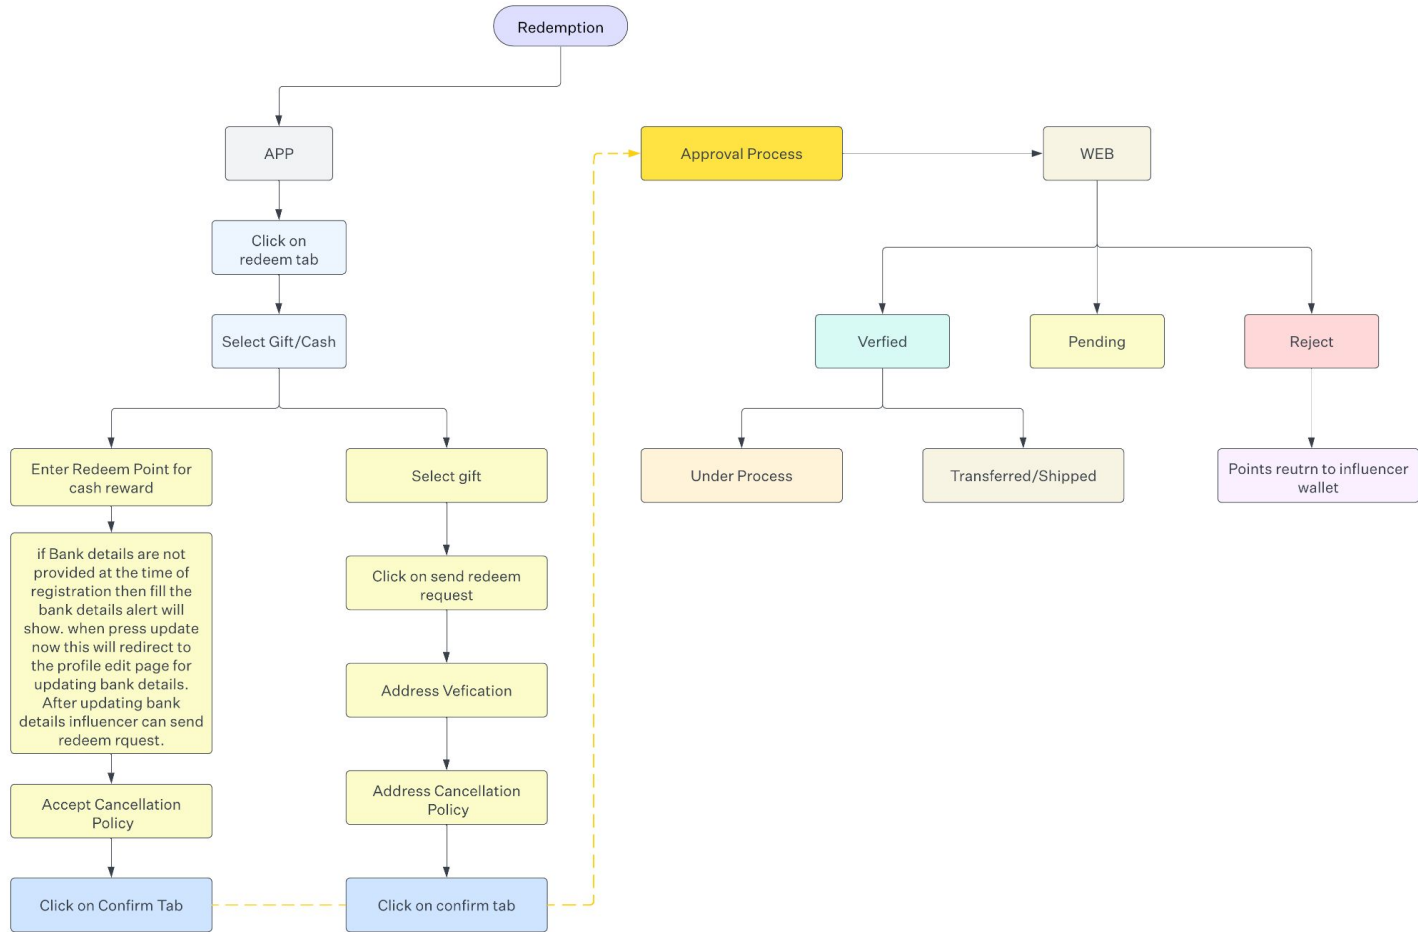 Redemption
APP
Click on
redeem tab
Select Gift/Cash
Enter Redeem Point for
cash reward
if Bank details are not
provided at the time of
registration then fill the
bank details alert will
show. when press update
now this will redirect to
the profile edit page for
updating bank details.
After updating bank
details influencer can send
redeem rquest.
Accept Cancellation
Policy
Click on Confirm Tab
Select gift
Click on send redeem
request
Address Vefication
Address Cancellation
Policy
Click on confirm tab
Approval Process
WEB
Verfied
Pending
Reject
Under Process
Transferred/Shipped
Points reutrn to influencer
wallet